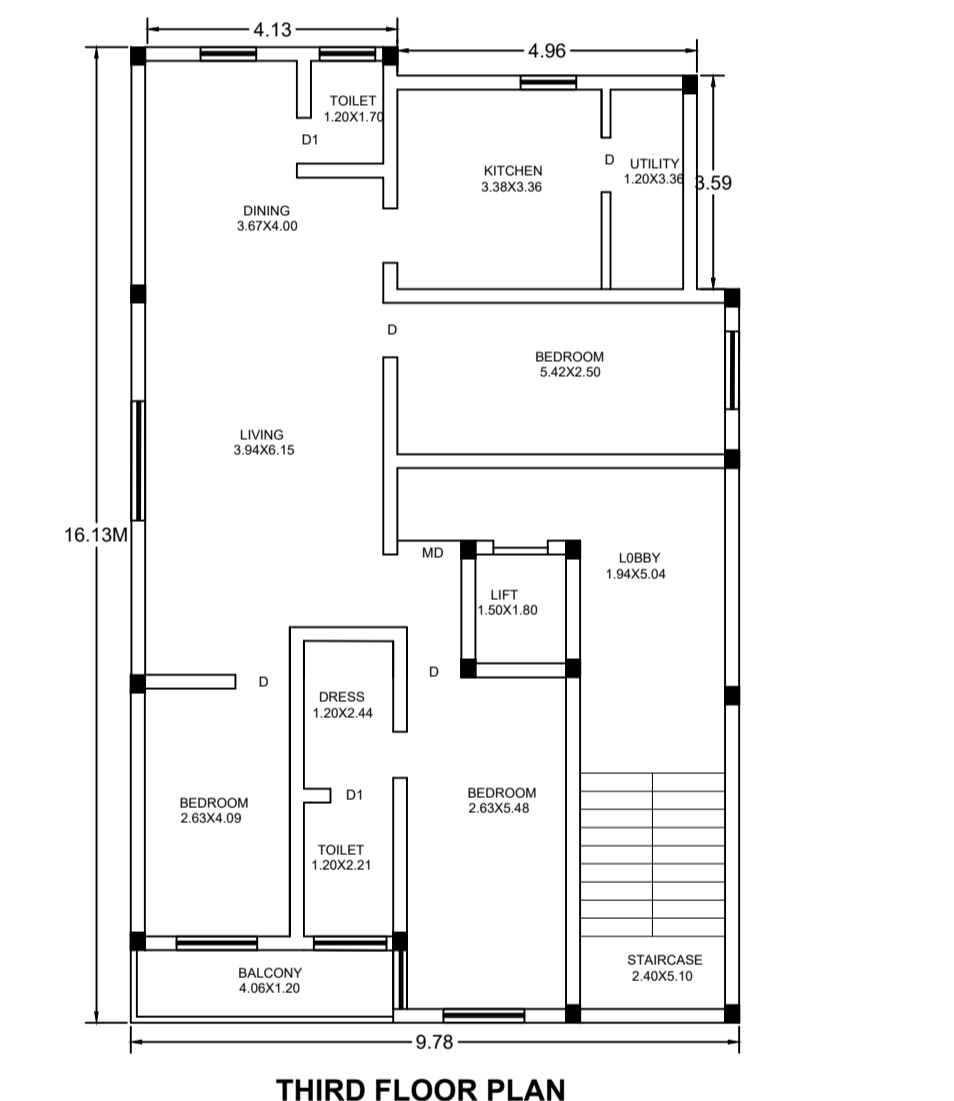 4.13
4.96
TOILET
1.20X1.70
D1
KITCHEN
3.38X3.36
D
UTILITY
1.20X3.36
3.59
DINING
3.67X4.00
D
BEDROOM
5.42X2.50
LIVING
3.94X6.15
16.13M
MD
LOBBY
1.94X5.04
LIFT
1.50X1.80
D
D
DRESS
1.20X2.44
BEDROOM
2.63X4.09
D1
BEDROOM
2.63X5.48
TOILET
1.20X2.21
BALCONY
4.06X1.20
STAIRCASE
2.40X5.10
9.78
THIRD FLOOR PLAN